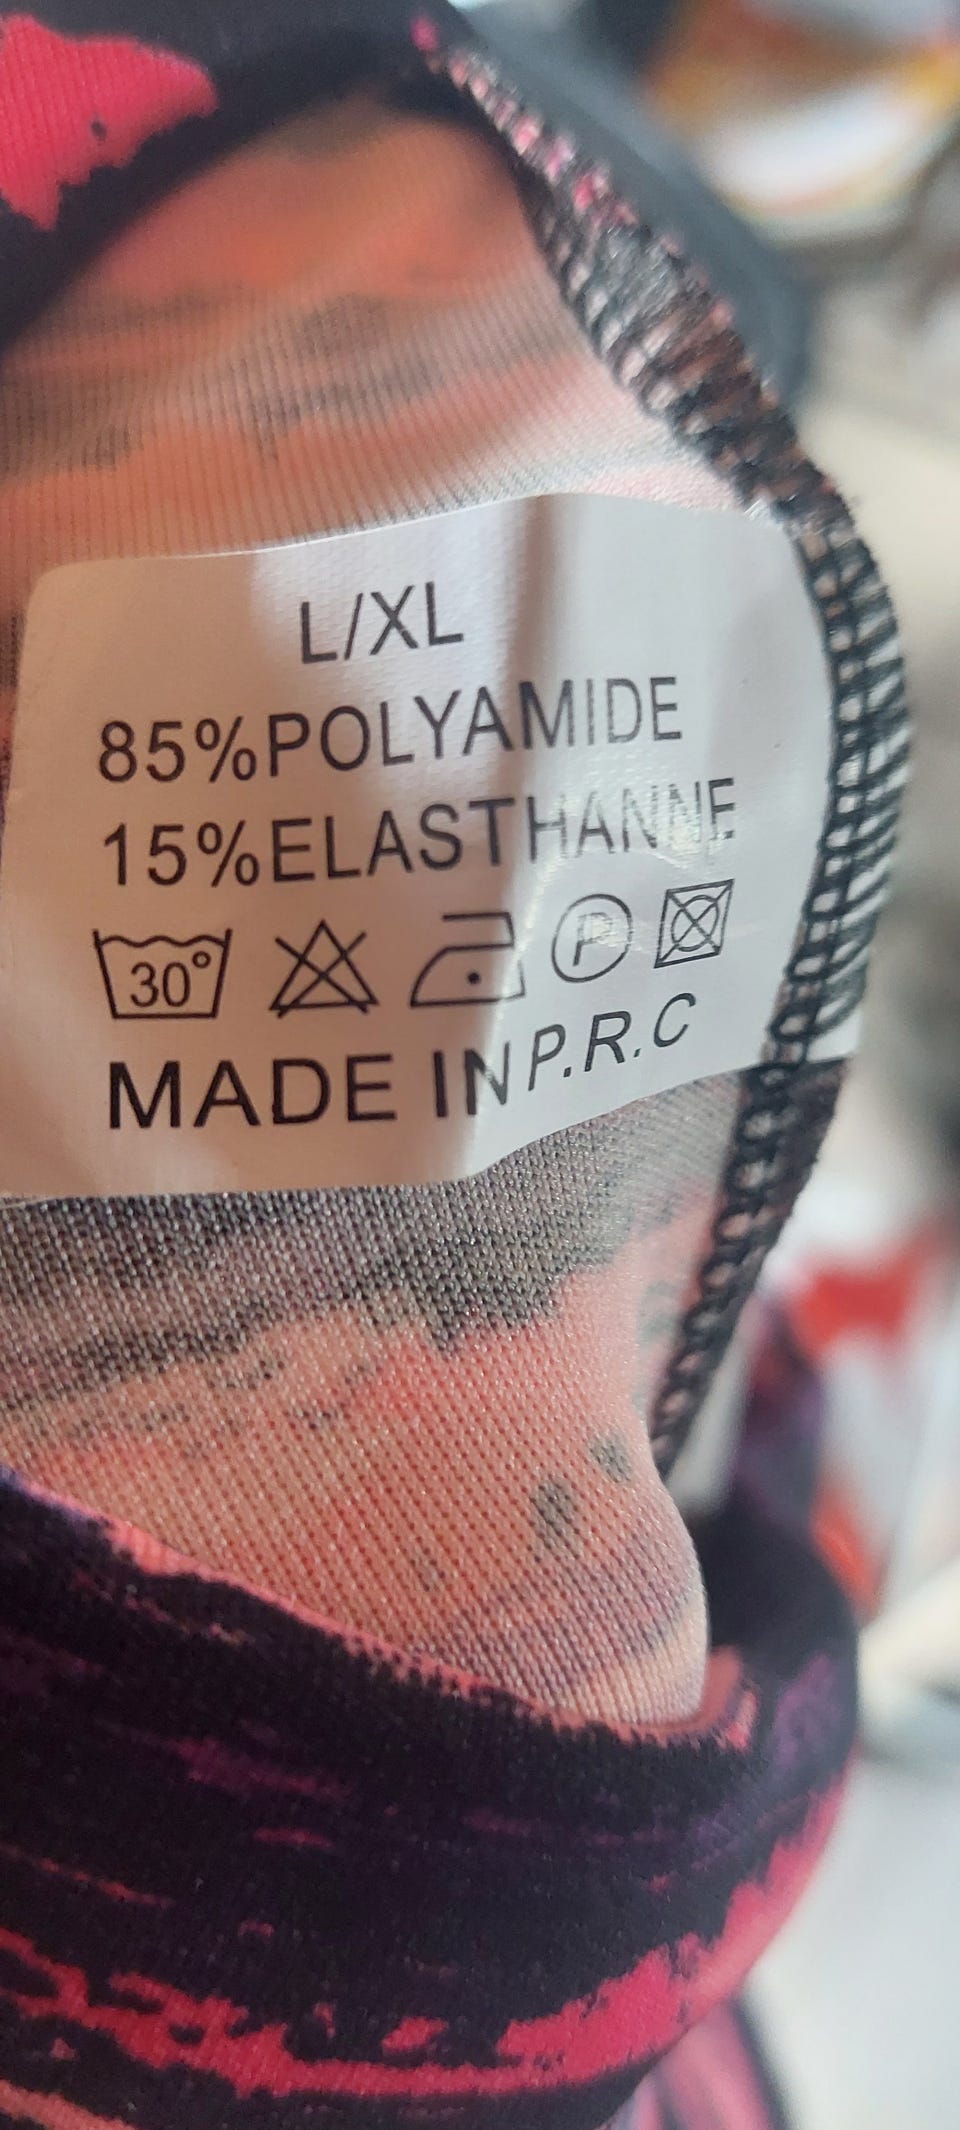 L/XL
85%POLYAMIDE
15%ELASTHANNE
30° P
MADE IN P.R.C